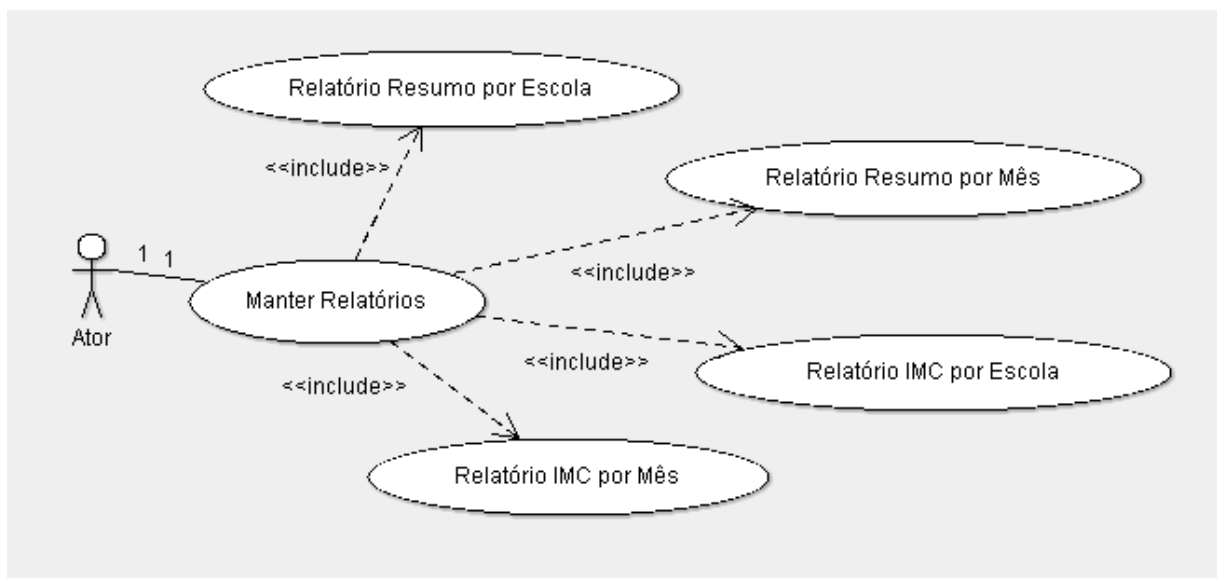 Relatório Resumo por Escola
<<include>>
Relatório Resumo por Mês
1 1
<<include>>
Manter Relatórios
Ator
<<include>>
Relatório IMC por Escola
<<include>>
Relatório IMC por Mês